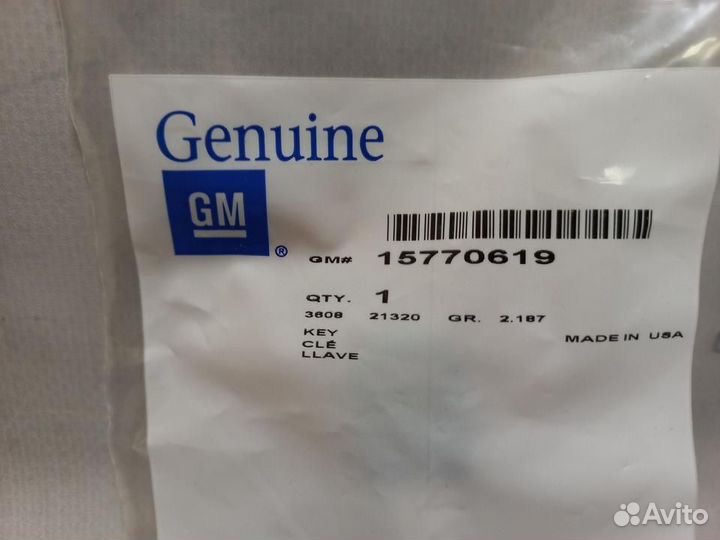 Genuine
GM ®
GM# 15770619
QTY. 1
3608 21320 GR. 2.187
KEY
CLÉ
LLAVE
MADE IN USA
Avito